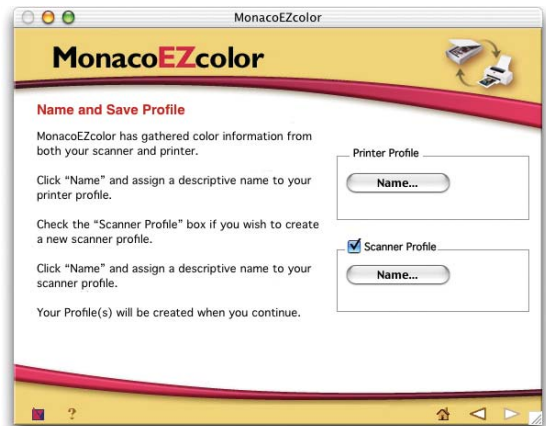 MonacoEZcolor
MonacoEZcolor
Name and Save Profile
MonacoEZcolor has gathered color information from
both your scanner and printer.
Click “Name” and assign a descriptive name to your
printer profile.
Check the “Scanner Profile” box if you wish to create
a new scanner profile.
Click “Name” and assign a descriptive name to your
scanner profile.
Your Profile(s) will be created when you continue.
Printer Profile
Name...
Scanner Profile
Name...
?